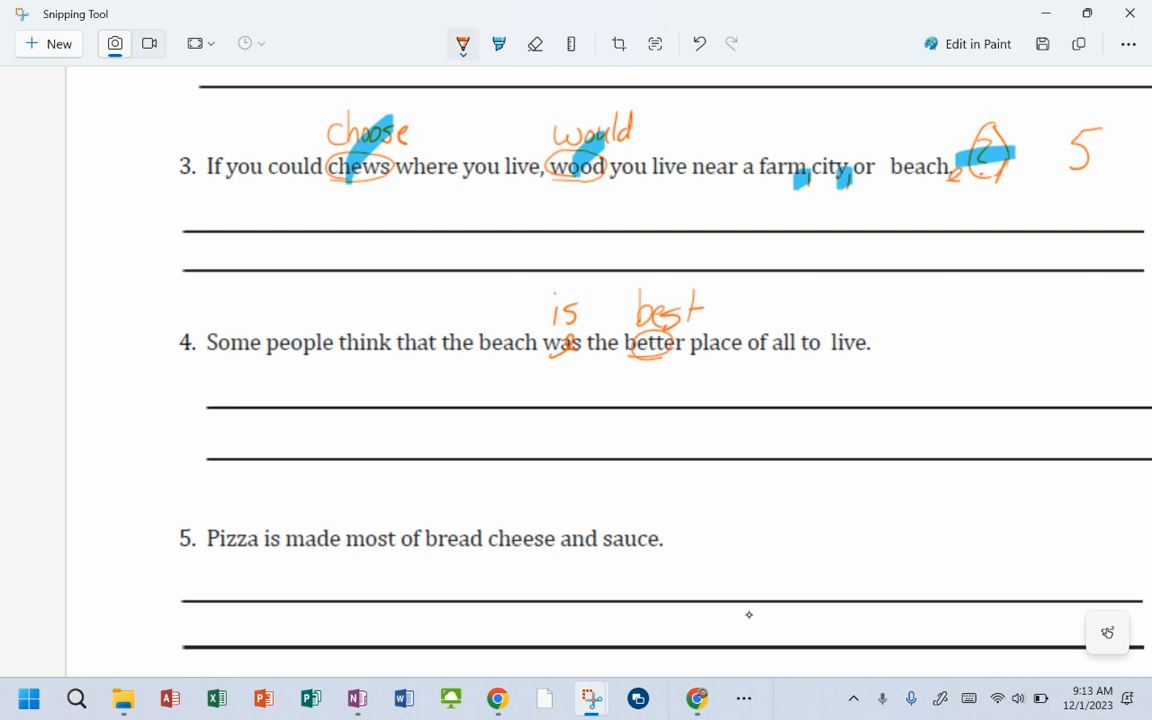 Snipping Tool
New
Edit in Paint
choose would
3. If you could chews where you live, wood you live near a farm, city, or beach. ? 5
is best
4. Some people think that the beach was the better place of all to live.
5. Pizza is made most of bread cheese and sauce.
9:13 AM
12/1/2023